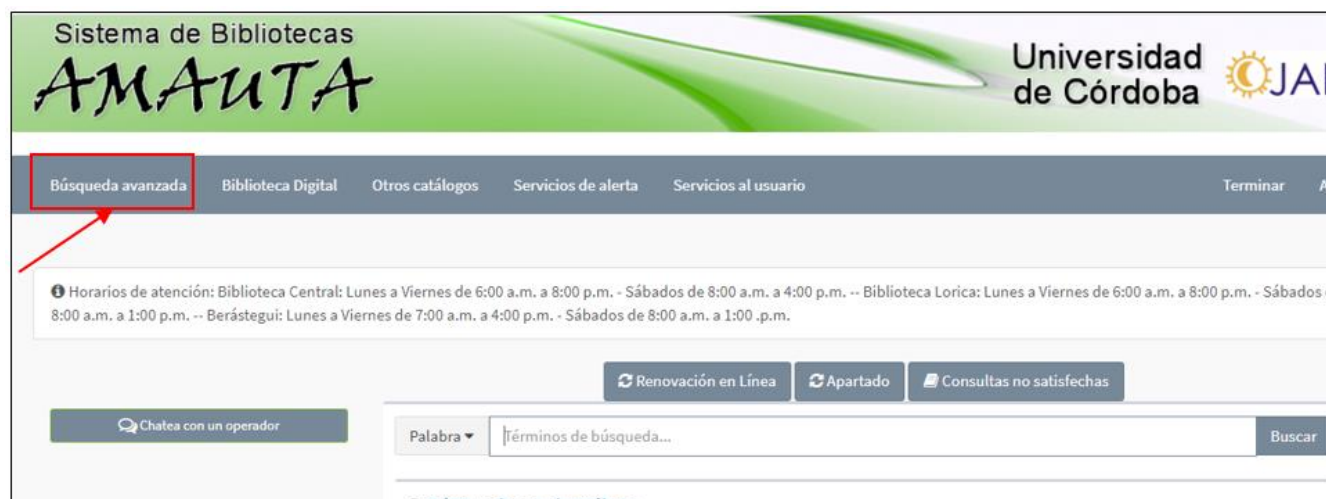 Sistema de Bibliotecas
AMAUTA
Universidad
de Córdoba
Búsqueda avanzada Biblioteca Digital Otros catálogos Servicios de alerta Servicios al usuario Terminar
Horarios de atención: Biblioteca Central: Lunes a Viernes de 6:00 a.m. a 8:00 p.m. - Sábados de 8:00 a.m. a 4:00 p.m. -- Biblioteca Lorica: Lunes a Viernes de 6:00 a.m. a 8:00 p.m. - Sábados
8:00 a.m. a 1:00 p.m. -- Berástegui: Lunes a Viernes de 7:00 a.m. a 4:00 p.m. - Sábados de 8:00 a.m. a 1:00 .p.m.
Renovación en Línea Apartado Consultas no satisfechas
Chatea con un operador
Palabra Términos de búsqueda... Buscar